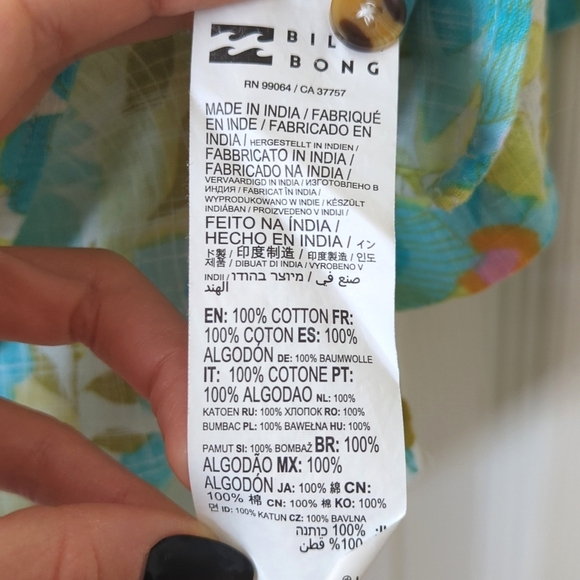 BIL
BONG
RN 99064 / CA 37757
MADE IN INDIA / FABRIQUÉ
EN INDE / FABRICADO EN
INDIA / HERGESTELLT IN INDIEN /
FABBRICATO IN INDIA /
FABRICADO NA INDIA /
VERVAARDIGD IN INDIA / ИЗГОТОВЛЕНО В
ИНДИЯ / FABRICAT ÎN INDIA /
WYPRODUKOWANO W INDIE / KÉSZÜLT
INDIÁBAN / PROIZVEDENO V INDIJI /
FEITO NA ÍNDIA /
HECHO EN INDIA / イン
ド製 / 印度制造 / 印度製造 / 인도
제품 / DIBUAT DI INDIA / VYROBENO V
INDII / מיוצר בהודו / صنع في
الهند
EN: 100% COTTON FR:
100% COTON ES: 100%
ALGODÓN DE: 100% BAUMWOLLE
IT: 100% COTONE PT:
100% ALGODAO NL: 100%
KATOEN RU: 100% ХЛОПОК RO: 100%
BUMBAC PL: 100% BAWEŁNA HU: 100%
PAMUT SI: 100% BOMBAŽ BR: 100%
ALGODÃO MX: 100%
ALGODÓN JA: 100% 綿 CN:
100% 棉 CN: 100% 棉 KO: 100%
면 ID: 100% KATUN CZ: 100% BAVLNA
100% כותנה
100% قطن